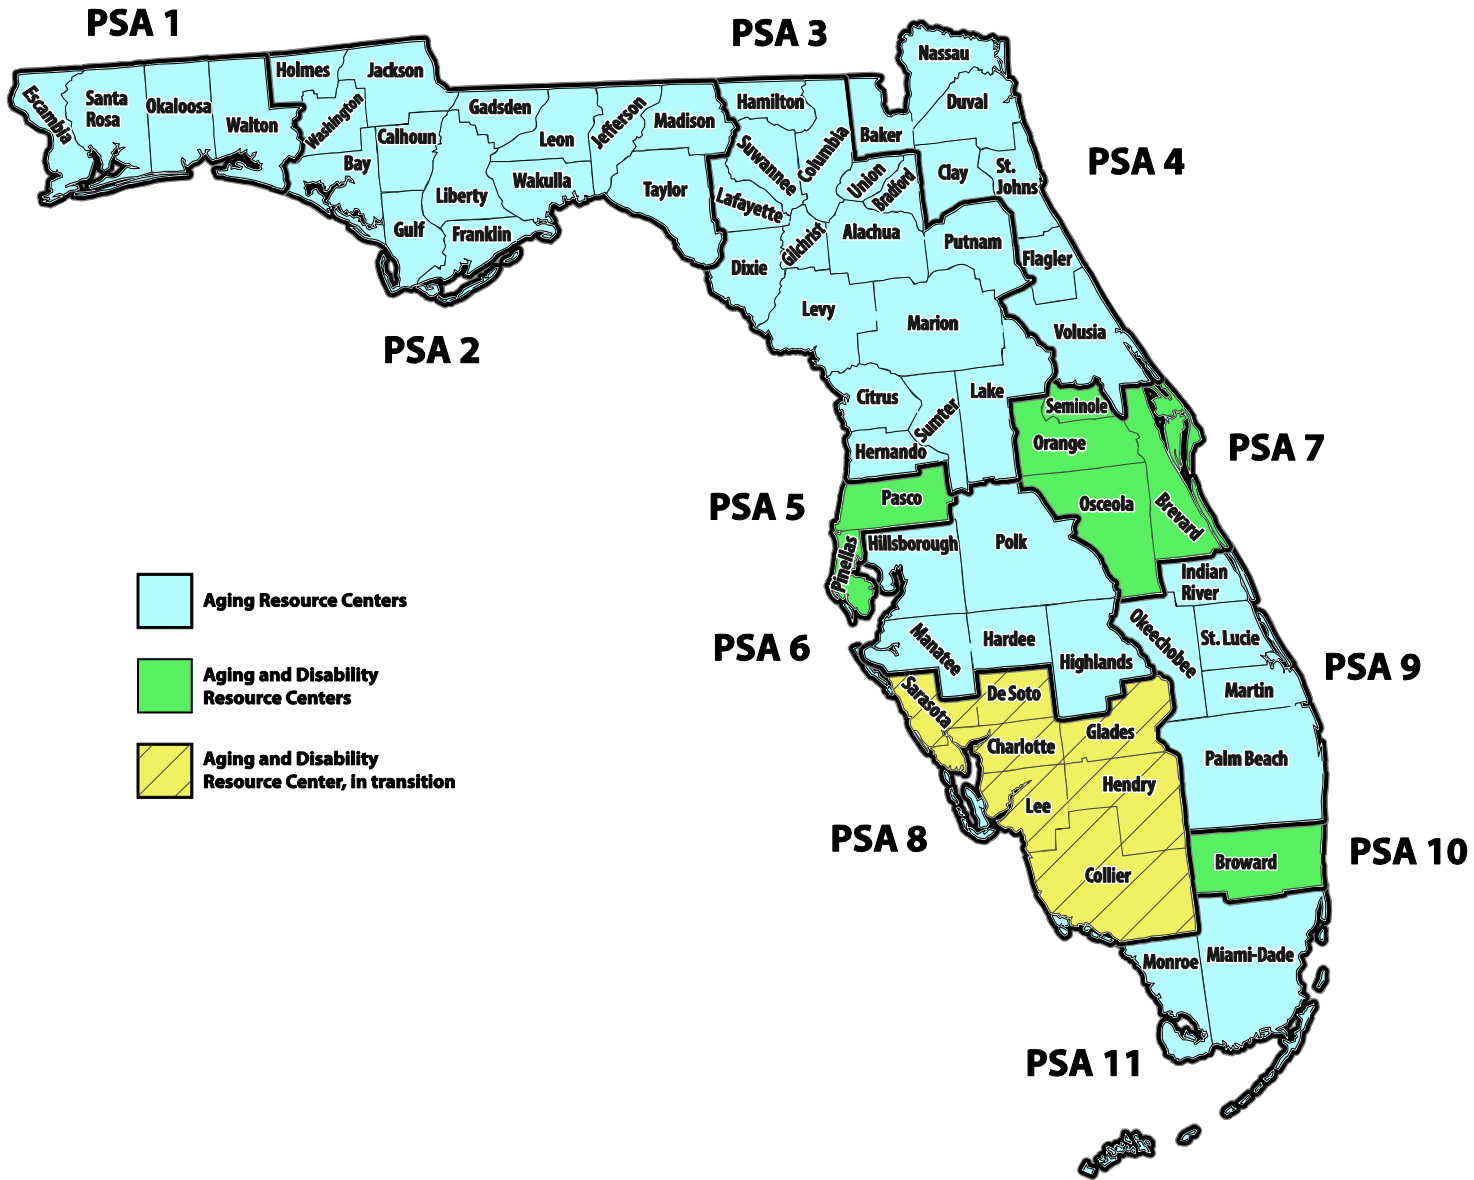 PSA 1
PSA 3
PSA 4
PSA 2
PSA 7
PSA 5
PSA 6
PSA 9
PSA 8
PSA 10
PSA 11
Escambia
Santa
Rosa
Okaloosa
Walton
Holmes
Jackson
Washington
Bay
Calhoun
Gulf
Gadsden
Liberty
Franklin
Leon
Wakulla
Jefferson
Madison
Taylor
Hamilton
Suwannee
Columbia
Lafayette
Dixie
Gilchrist
Union
Bradford
Alachua
Putnam
Levy
Marion
Citrus
Sumter
Lake
Hernando
Nassau
Duval
Baker
Clay
St.
Johns
Flagler
Volusia
Seminole
Orange
Osceola
Brevard
Pasco
Pinellas
Hillsborough
Polk
Manatee
Hardee
Highlands
Indian
River
Okeechobee
St. Lucie
Martin
Palm Beach
Sarasota
De Soto
Charlotte
Glades
Lee
Hendry
Collier
Broward
Monroe
Miami-Dade
Aging Resource Centers
Aging and Disability
Resource Centers
Aging and Disability
Resource Center, in transition